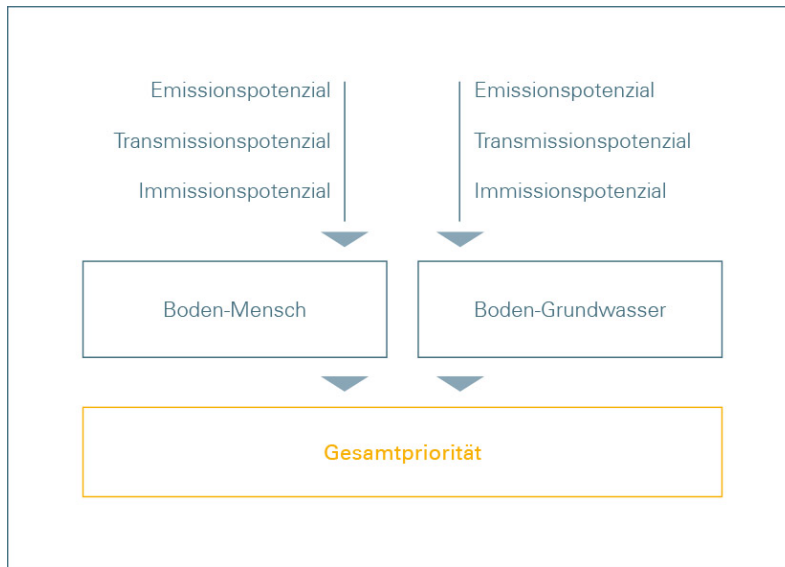 Emissionspotenzial
Emissionspotenzial
Transmissionspotenzial
Transmissionspotenzial
Immissionspotenzial
Immissionspotenzial
Boden-Mensch
Boden-Grundwasser
Gesamtpriorität